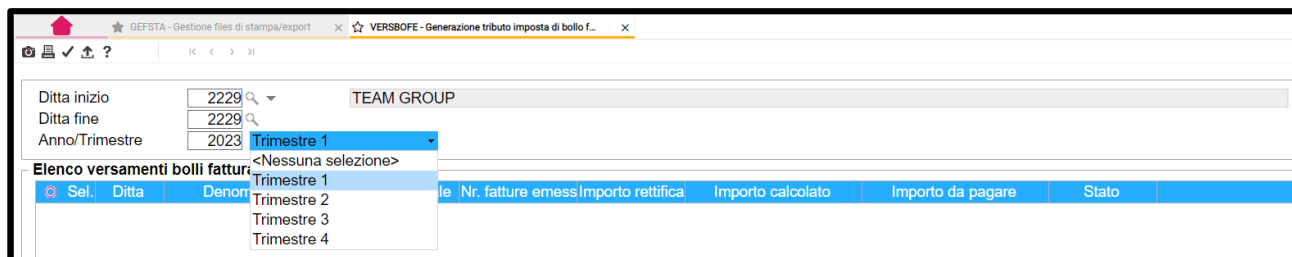 GEFSTA - Gestione files di stampa/export
VERSBOFE - Generazione tributo imposta di bollo f...
Ditta inizio 2229 TEAM GROUP
Ditta fine 2229
Anno/Trimestre 2023 Trimestre 1
<Nessuna selezione>
Trimestre 1
Trimestre 2
Trimestre 3
Trimestre 4
Elenco versamenti bolli fattur
Sel. Ditta Denom le Nr. fatture emess Importo rettifica Importo calcolato Importo da pagare Stato